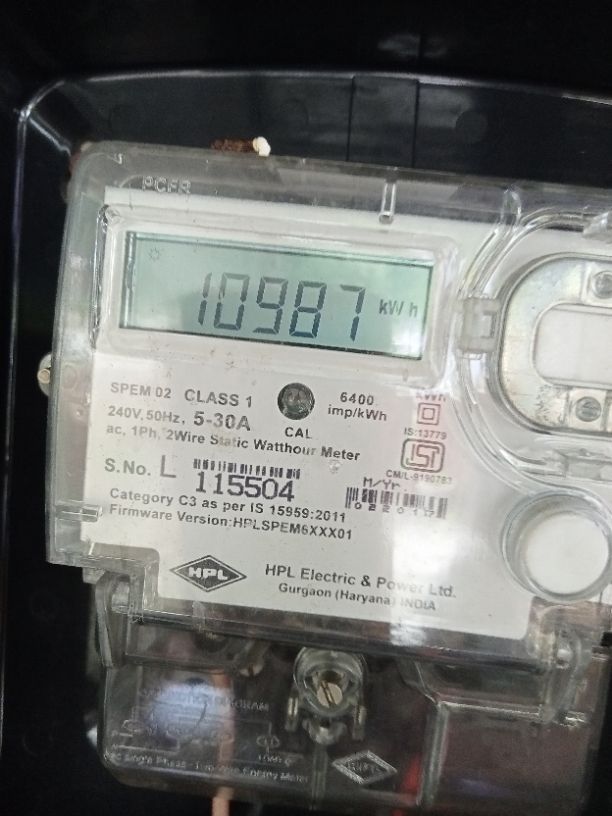 10987 kWh
SPEM 02 CLASS 1
6400
imp/kWh
kWh
240V, 50Hz, 5-30A
CAL
ac, 1Ph, 2Wire Static Watthour Meter
IS:13779
S.No. L 115504
CM/L-9190783
M/Yr.
Category C3 as per IS 15959:2011
Firmware Version:HPLSPEM6XXX01
HPL
HPL Electric & Power Ltd.
Gurgaon (Haryana) INDIA